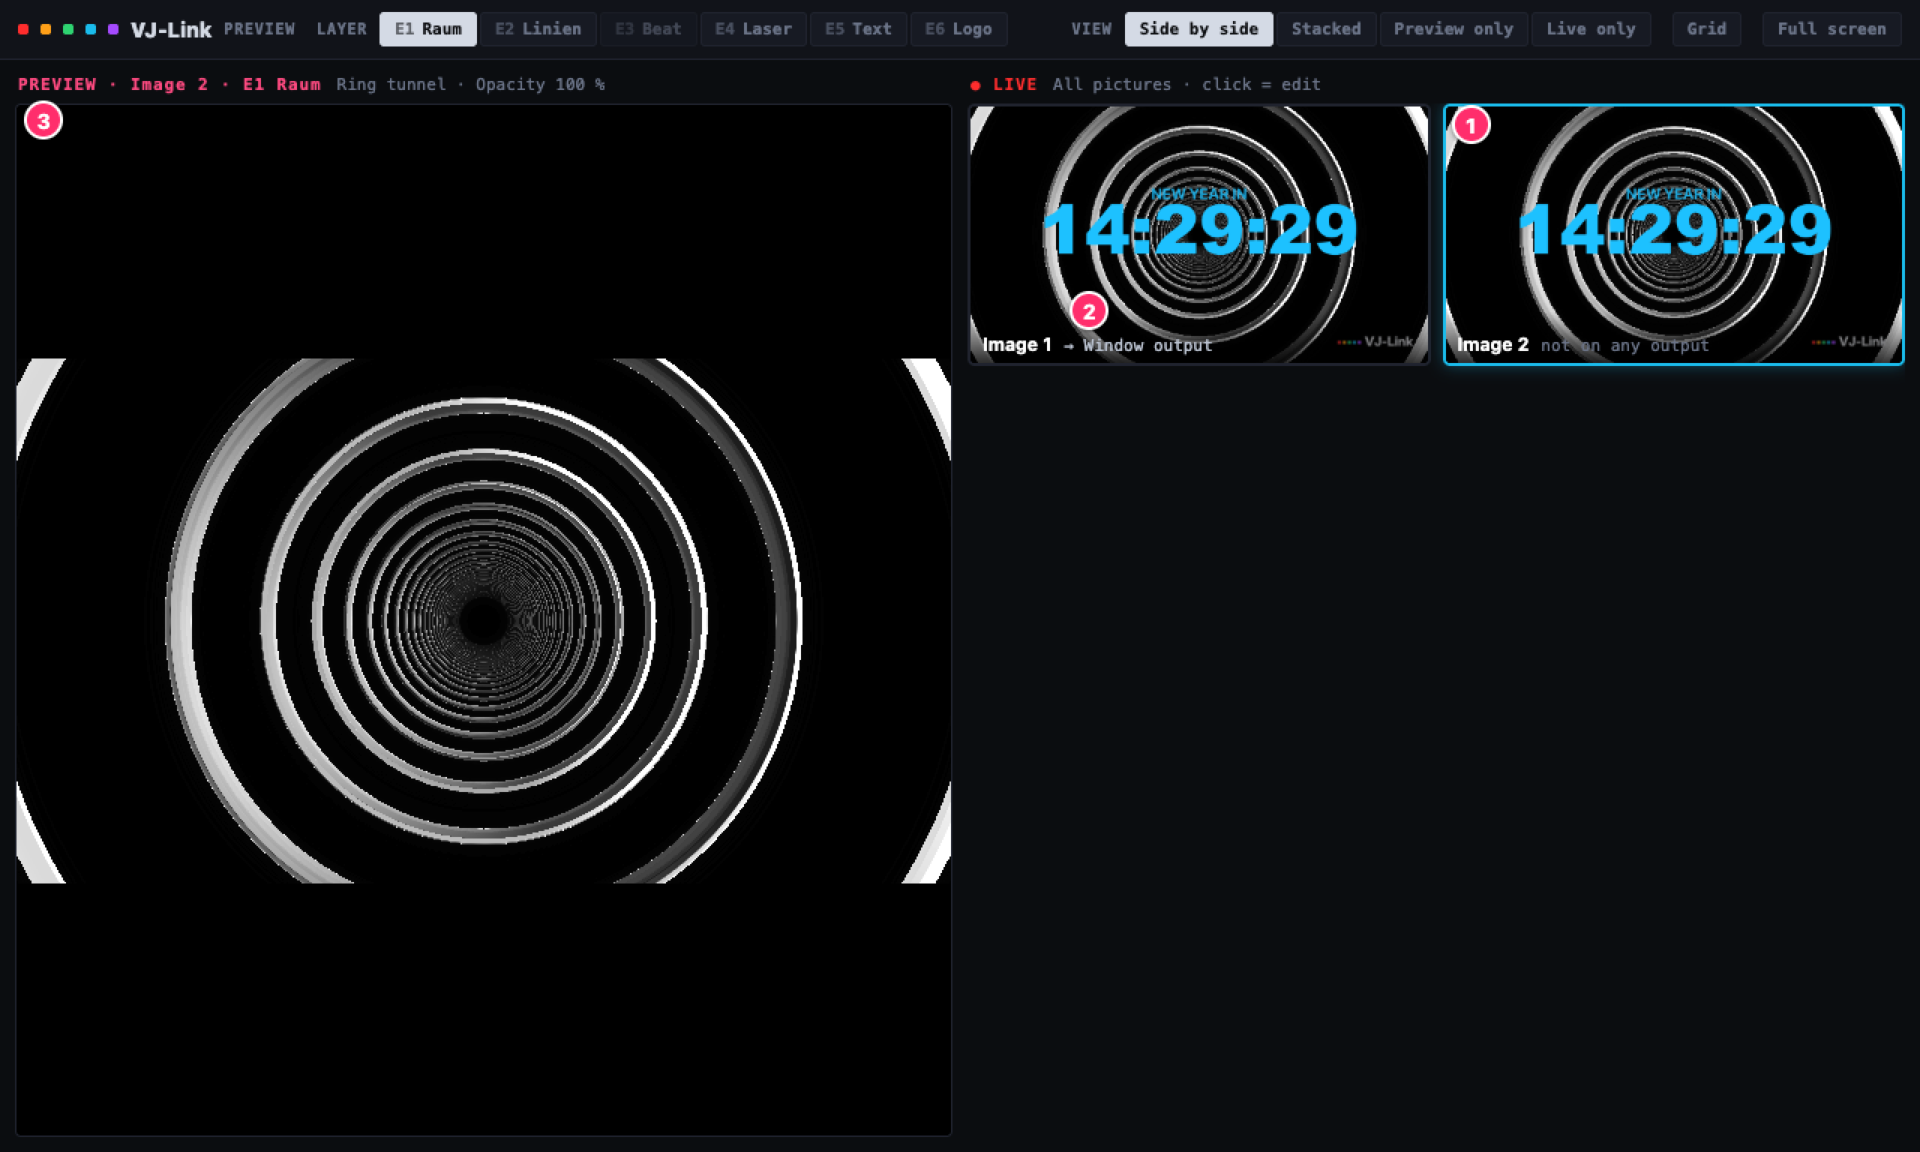 VJ-Link PREVIEW LAYER E1 Raum E2 Linien E3 Beat E4 Laser E5 Text E6 Logo VIEW Side by side Stacked Preview only Live only Grid Full screen
PREVIEW · Image 2 · E1 Raum Ring tunnel · Opacity 100 %
● LIVE All pictures · click = edit
3
1
NEW YEAR IN
14:29:29
2
Image 1 → Window output
VJ-Link
NEW YEAR IN
14:29:29
Image 2 not on any output
VJ-Link